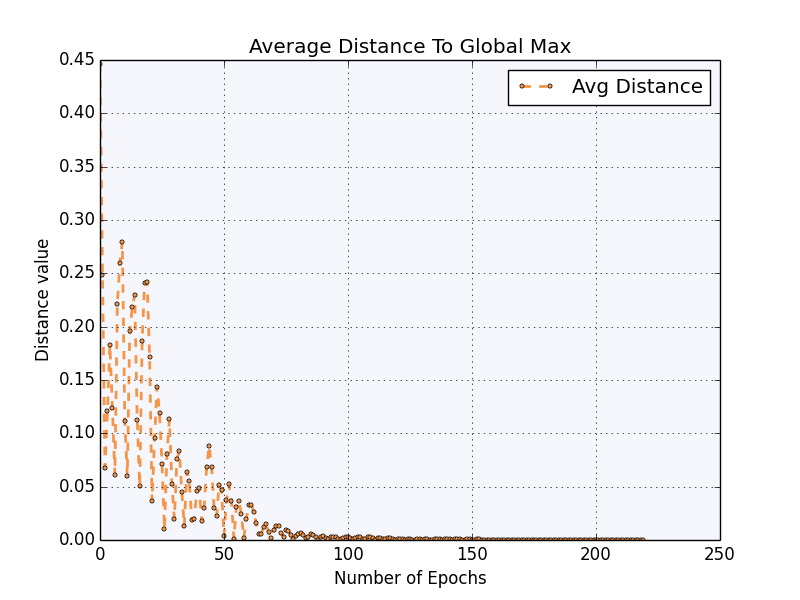 Average Distance To Global Max
Avg Distance
0.45
0.40
0.35
0.30
0.25
0.20
0.15
0.10
0.05
0.00
Distance value
0 50 100 150 200 250
Number of Epochs